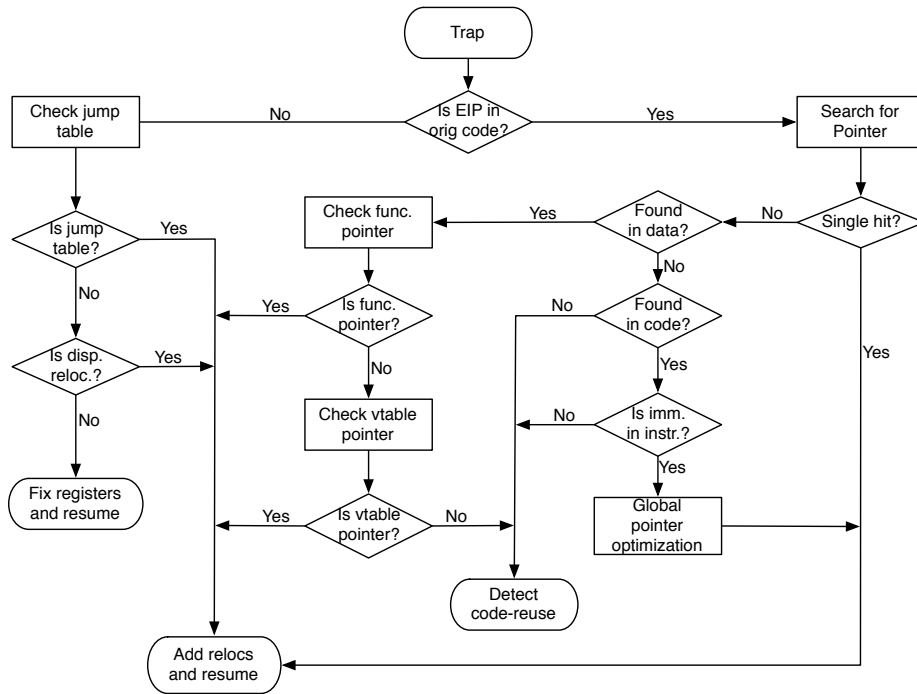 Trap
Is EIP in
orig code?
No
Yes
Check jump
table
Search for
Pointer
Is jump
table?
Yes
No
Check func.
pointer
Yes
Found
in data?
No
Single hit?
No
Yes
Is func.
pointer?
Yes
No
Found
in code?
No
Yes
Is disp.
reloc.?
Yes
No
Check vtable
pointer
Is imm.
in instr.?
No
Yes
Fix registers
and resume
Is vtable
pointer?
Yes
No
Global
pointer
optimization
Detect
code-reuse
Add relocs
and resume